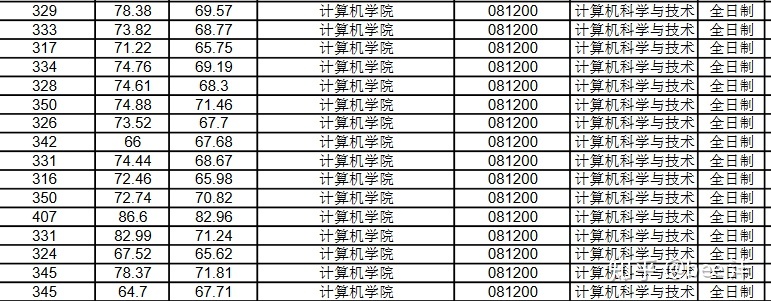 329 78.38 69.57 计算机学院 081200 计算机科学与技术 全日制
333 73.82 68.77 计算机学院 081200 计算机科学与技术 全日制
317 71.22 65.75 计算机学院 081200 计算机科学与技术 全日制
334 74.76 69.19 计算机学院 081200 计算机科学与技术 全日制
328 74.61 68.3 计算机学院 081200 计算机科学与技术 全日制
350 74.88 71.46 计算机学院 081200 计算机科学与技术 全日制
326 73.52 67.7 计算机学院 081200 计算机科学与技术 全日制
342 66 67.68 计算机学院 081200 计算机科学与技术 全日制
331 74.44 68.67 计算机学院 081200 计算机科学与技术 全日制
316 72.46 65.98 计算机学院 081200 计算机科学与技术 全日制
350 72.74 70.82 计算机学院 081200 计算机科学与技术 全日制
407 86.6 82.96 计算机学院 081200 计算机科学与技术 全日制
331 82.99 71.24 计算机学院 081200 计算机科学与技术 全日制
324 67.52 65.62 计算机学院 081200 计算机科学与技术 全日制
345 78.37 71.81 计算机学院 081200 计算机科学与技术 全日制
345 64.7 67.71 计算机学院 081200 计算机科学与技术 全日制
知乎